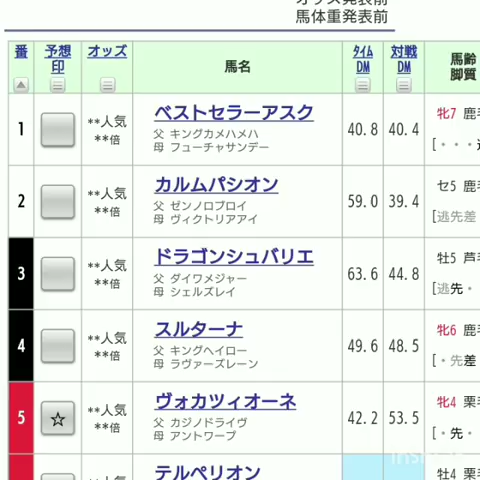 馬体重発表前
番 予想印 オッズ 馬名 タイムDM 対戦DM 馬齢脚質
1 **人気 ベストセラーアスク 40.8 40.4 牝7 鹿
**倍 父 キングカメハメハ
母 フューチャサンデー [・・・
2 **人気 カルムパシオン 59.0 39.4 セ5 鹿
**倍 父 ゼンノロブロイ
母 ヴィクトリアアイ [逃先差
3 **人気 ドラゴンシュバリエ 63.6 44.8 牡5 芦
**倍 父 ダイワメジャー
母 シェルズレイ [逃先・
4 **人気 スルターナ 49.6 48.5 牝6 鹿
**倍 父 キングヘイロー
母 ラヴァーズレーン [・先差
5 ☆ **人気 ヴォカツィオーネ 42.2 53.5 牝4 栗
**倍 父 カジノドライヴ
母 アントワープ [・先・
テルペリオン 牡4 栗